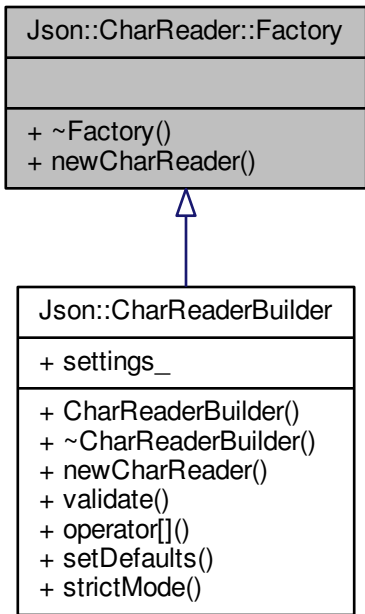 Json::CharReader::Factory
+ ~Factory()
+ newCharReader()
Json::CharReaderBuilder
+ settings_
+ CharReaderBuilder()
+ ~CharReaderBuilder()
+ newCharReader()
+ validate()
+ operator[]()
+ setDefaults()
+ strictMode()